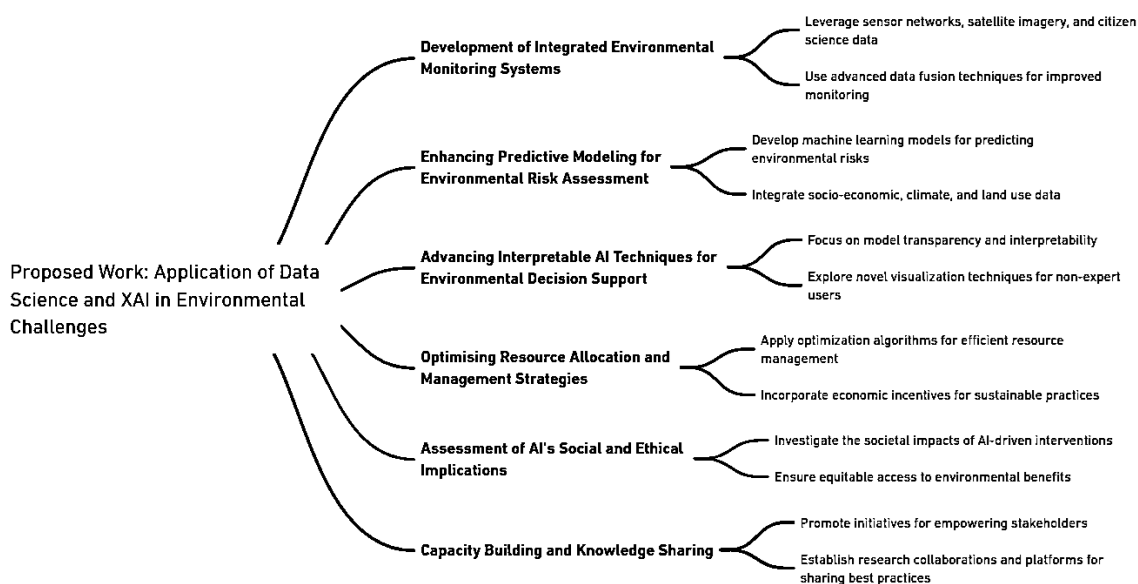 Proposed Work: Application of Data
Science and XAI in Environmental
Challenges
Development of Integrated Environmental
Monitoring Systems
Leverage sensor networks, satellite imagery, and citizen
science data
Use advanced data fusion techniques for improved
monitoring
Enhancing Predictive Modeling for
Environmental Risk Assessment
Develop machine learning models for predicting
environmental risks
Integrate socio-economic, climate, and land use data
Advancing Interpretable AI Techniques for
Environmental Decision Support
Focus on model transparency and interpretability
Explore novel visualization techniques for non-expert
users
Optimising Resource Allocation and
Management Strategies
Apply optimization algorithms for efficient resource
management
Incorporate economic incentives for sustainable practices
Assessment of AI's Social and Ethical
Implications
Investigate the societal impacts of AI-driven interventions
Ensure equitable access to environmental benefits
Capacity Building and Knowledge Sharing
Promote initiatives for empowering stakeholders
Establish research collaborations and platforms for
sharing best practices